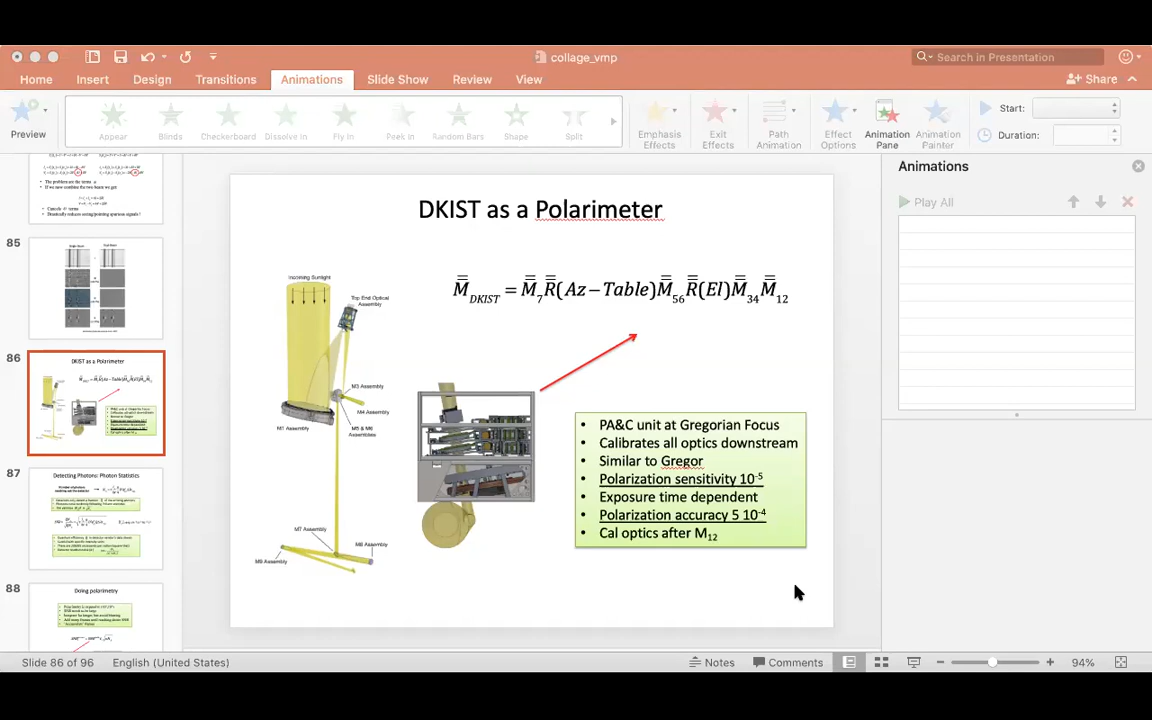 collage_vmp
Search in Presentation
Home Insert Design Transitions Animations Slide Show Review View
Share
Preview
Appear Blinds Checkerboard Dissolve In Fly In Peek In Random Bars Shape Split
Emphasis Effects
Exit Effects
Path Animation
Effect Options
Animation Pane
Animation Painter
Start:
Duration:
Animations
Play All
85
86
DKIST as a Polarimeter
87
Detecting Photons: Photon Statistics
88
Doing polarimetry
DKIST as a Polarimeter
M̿_DKIST = M̿_7 R̿(Az−Table)M̿_56 R̿(El)M̿_34 M̿_12
Incoming Sunlight
Top End Optical
Assembly
M3 Assembly
M4 Assembly
M1 Assembly
M5 & M6
Assemblies
M7 Assembly
M8 Assembly
M9 Assembly
• PA&C unit at Gregorian Focus
• Calibrates all optics downstream
• Similar to Gregor
• Polarization sensitivity 10⁻⁵
• Exposure time dependent
• Polarization accuracy 5 10⁻⁴
• Cal optics after M₁₂
Slide 86 of 96 English (United States)
Notes Comments
94%